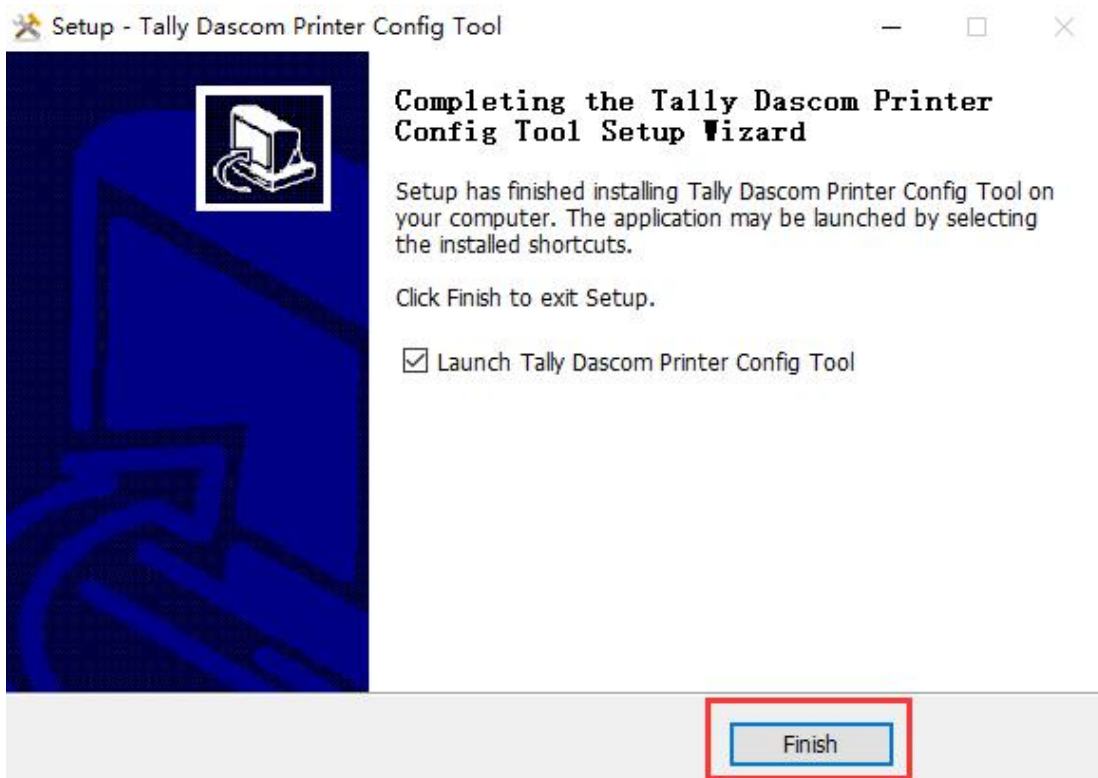 Setup - Tally Dascom Printer Config Tool
Completing the Tally Dascom Printer
Config Tool Setup Wizard
Setup has finished installing Tally Dascom Printer Config Tool on
your computer. The application may be launched by selecting
the installed shortcuts.
Click Finish to exit Setup.
Launch Tally Dascom Printer Config Tool
Finish